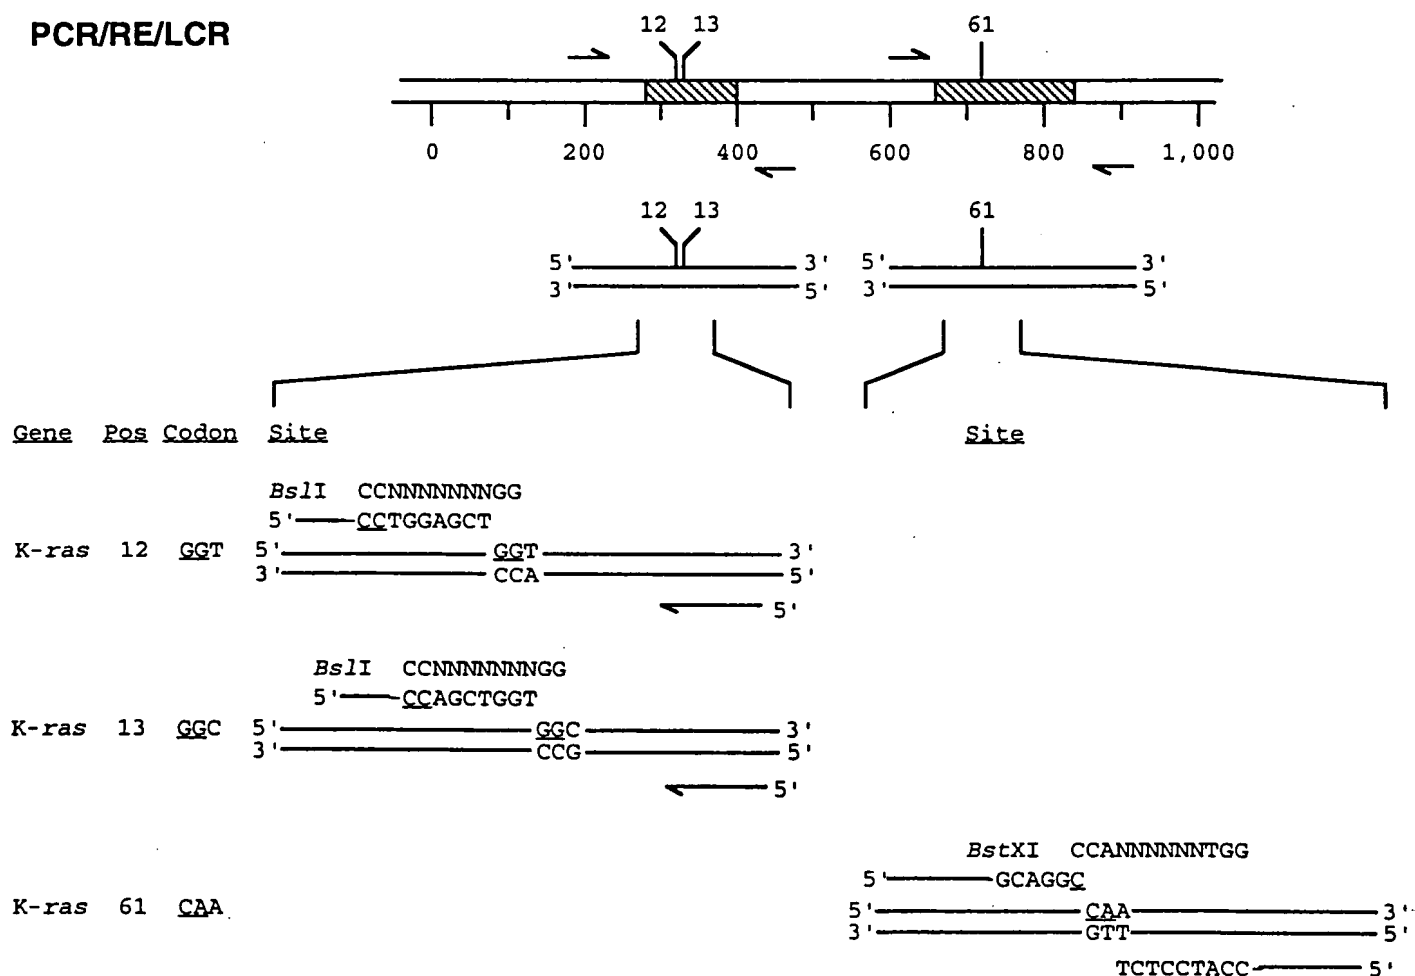 PCR/RE/LCR
12 13 61
0 200 400 600 800 1,000
12 13 61
5' 3' 5' 3'
3' 5' 3' 5'
Gene Pos Codon Site Site
BslI CCNNNNNNNGG
5' CCTGGAGCT
K-ras 12 GGT 5' GGT 3'
3' CCA 5'
5'
BslI CCNNNNNNNGG
5' CCAGCTGGT
K-ras 13 GGC 5' GGC 3'
3' CCG 5'
5'
BstXI CCANNNNNNTGG
5' GCAGGC
K-ras 61 CAA 5' CAA 3'
3' GTT 5'
TCTCCTACC 5'